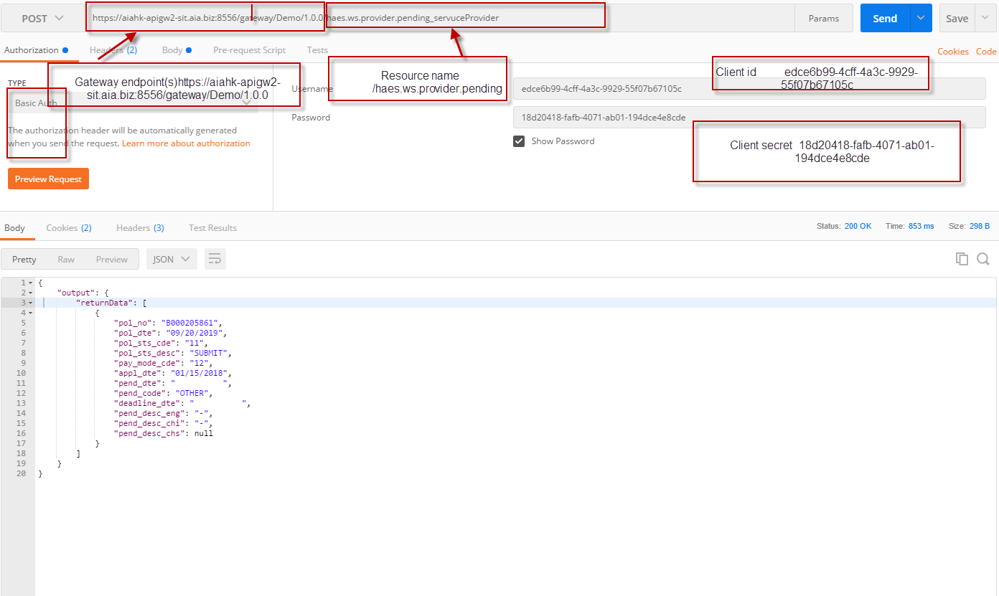 POST
https://aiahk-apigw2-sit.aia.biz:8556/gateway/Demo/1.0.0/haes.ws.provider.pending_servuceProvider
Params
Send
Save
Authorization
Headers (2)
Body
Pre-request Script
Tests
Cookies
Code
TYPE
Basic Auth
Gateway endpoint(s)https://aiahk-apigw2-
sit.aia.biz:8556/gateway/Demo/1.0.0
Resource name
/haes.ws.provider.pending
Client id edce6b99-4cff-4a3c-9929-
55f07b67105c
Username
edce6b99-4cff-4a3c-9929-55f07b67105c
Password
18d20418-fafb-4071-ab01-194dce4e8cde
The authorization header will be automatically generated
when you send the request. Learn more about authorization
Show Password
Client secret 18d20418-fafb-4071-ab01-
194dce4e8cde
Preview Request
Body
Cookies (2)
Headers (3)
Test Results
Status: 200 OK
Time: 853 ms
Size: 298 B
Pretty
Raw
Preview
JSON
1 {
2 "output": {
3 "returnData": [
4 {
5 "pol_no": "B000205861",
6 "pol_dte": "09/20/2019",
7 "pol_sts_cde": "11",
8 "pol_sts_desc": "SUBMIT",
9 "pay_mode_cde": "12",
10 "appl_dte": "01/15/2018",
11 "pend_dte": "          ",
12 "pend_code": "OTHER",
13 "deadline_dte": "          ",
14 "pend_desc_eng": "-",
15 "pend_desc_chi": "-",
16 "pend_desc_chs": null
17 }
18 ]
19 }
20 }